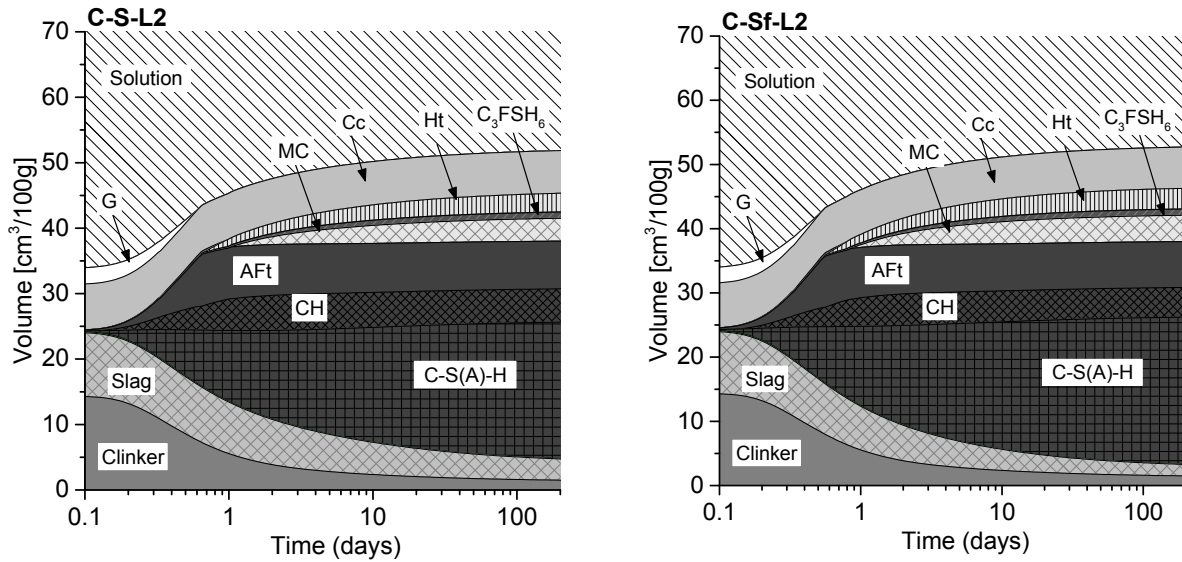 C-S-L2
70
60
50
40
30
20
10
0
Volume [cm³/100g]
Solution
G
MC
Cc
Ht
C₃FSH₆
AFt
CH
C-S(A)-H
Slag
Clinker
0.1
1
10
100
Time (days)
C-Sf-L2
70
60
50
40
30
20
10
0
Volume [cm³/100g]
Solution
G
MC
Cc
Ht
C₃FSH₆
AFt
CH
C-S(A)-H
Slag
Clinker
0.1
1
10
100
Time (days)